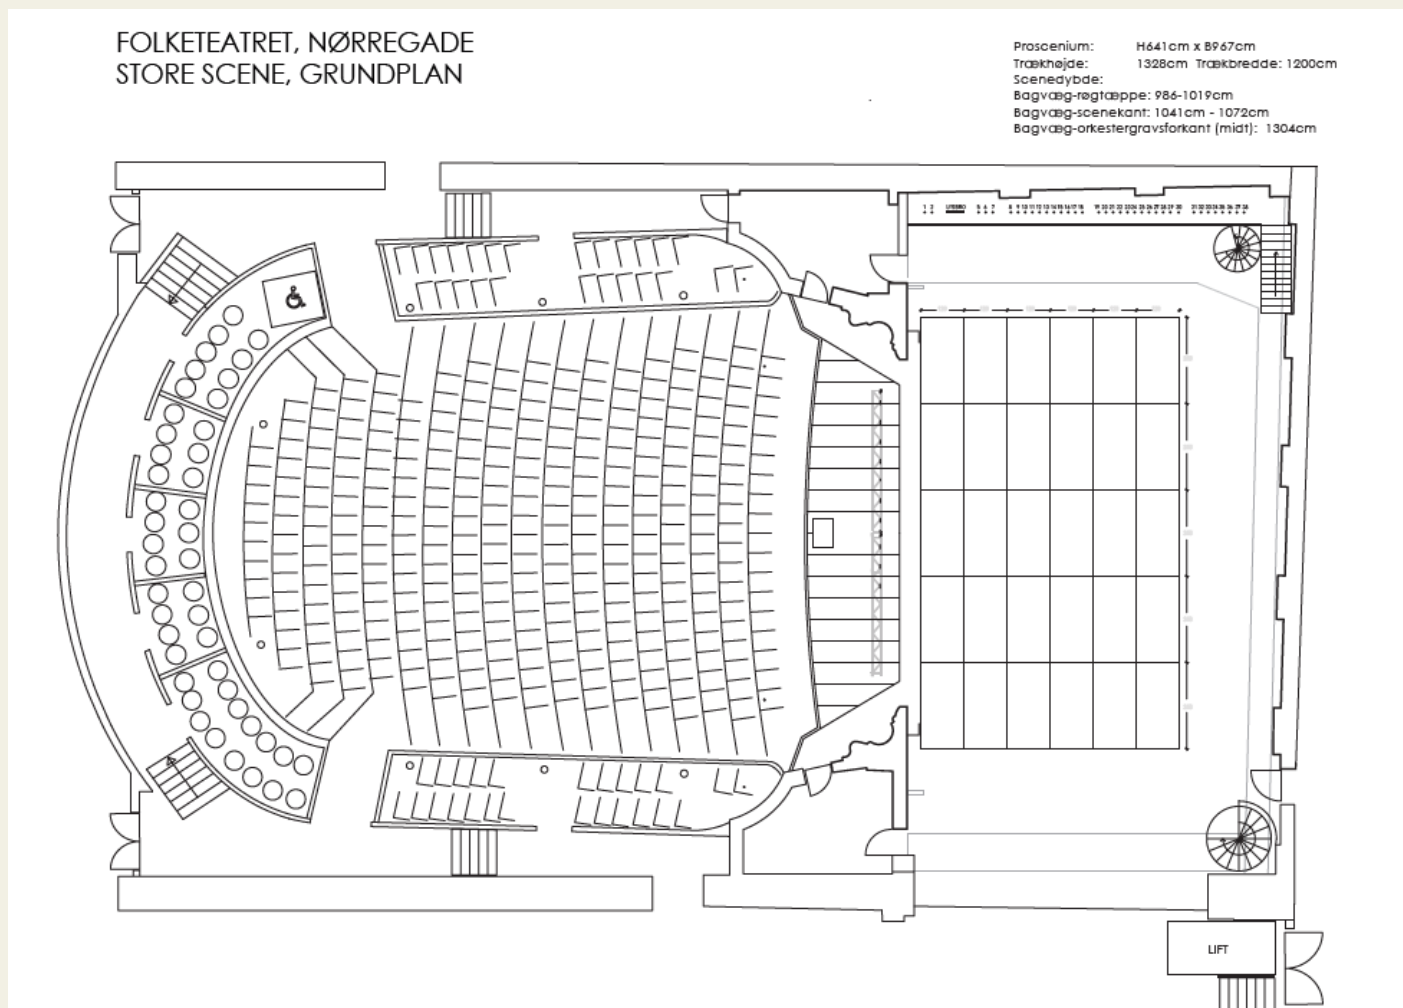 FOLKETEATRET, NØRREGADE
STORE SCENE, GRUNDPLAN
Proscenium: H641cm x B967cm
Trækhøjde: 1328cm Trækbredde: 1200cm
Scenedybde:
Bagvæg-røgtæppe: 986-1019cm
Bagvæg-scenekant: 1041cm - 1072cm
Bagvæg-orkestergravsforkant (midt): 1304cm
LIFT